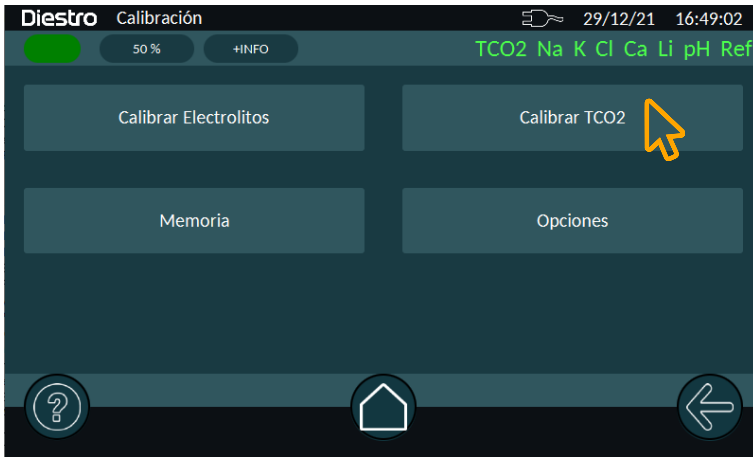 Diestro Calibración 29/12/21 16:49:02
50 % +INFO TCO2 Na K Cl Ca Li pH Ref
Calibrar Electrolitos Calibrar TCO2
Memoria Opciones
?